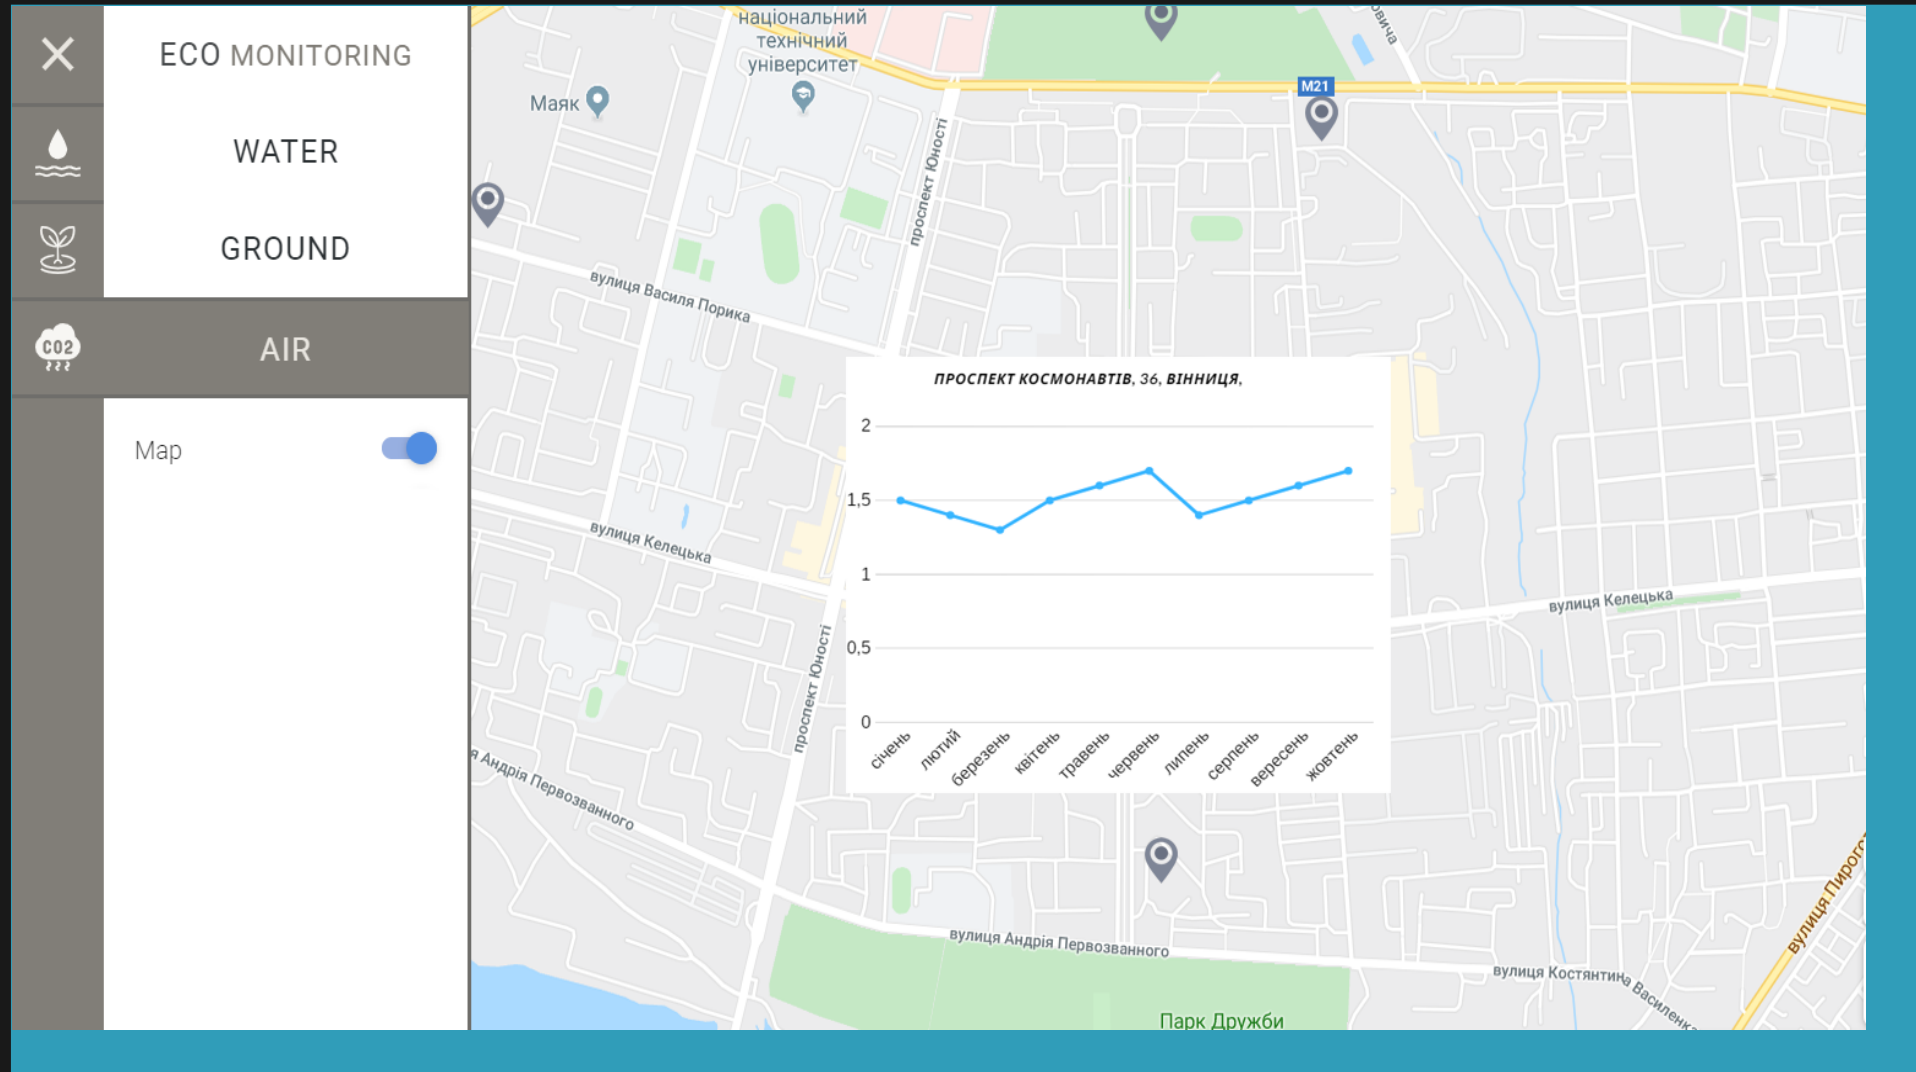 ECO MONITORING
WATER
GROUND
CO2
AIR
Map
національний
технічний
університет
Маяк
M21
проспект Юності
вулиця Василя Порика
ПРОСПЕКТ КОСМОНАВТІВ, 36, ВІННИЦЯ,
2
1,5
1
0,5
0
січень
лютий
березень
квітень
травень
червень
липень
серпень
вересень
жовтень
вулиця Келецька
вулиця Келецька
проспект Юності
я Андрія Первозванного
вулиця Андрія Первозванного
вулиця Костянтина Василенка
вулиця Пирого
Парк Дружби